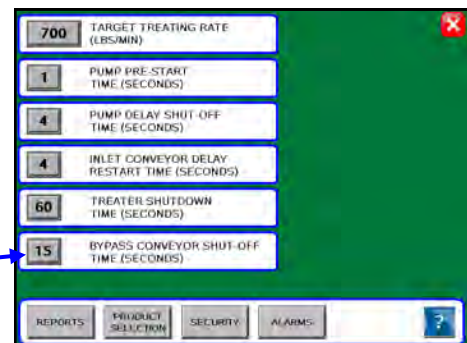 700 TARGET TREATING RATE
(LBS/MIN)
1 PUMP PRE-START
TIME (SECONDS)
4 PUMP DELAY SHUT-OFF
TIME (SECONDS)
4 INLET CONVEYOR DELAY
RESTART TIME (SECONDS)
60 TREATER SHUTDOWN
TIME (SECONDS)
15 BYPASS CONVEYOR SHUT-OFF
TIME (SECONDS)
REPORTS
PRODUCT
SELECTION
SECURITY
ALARMS
?